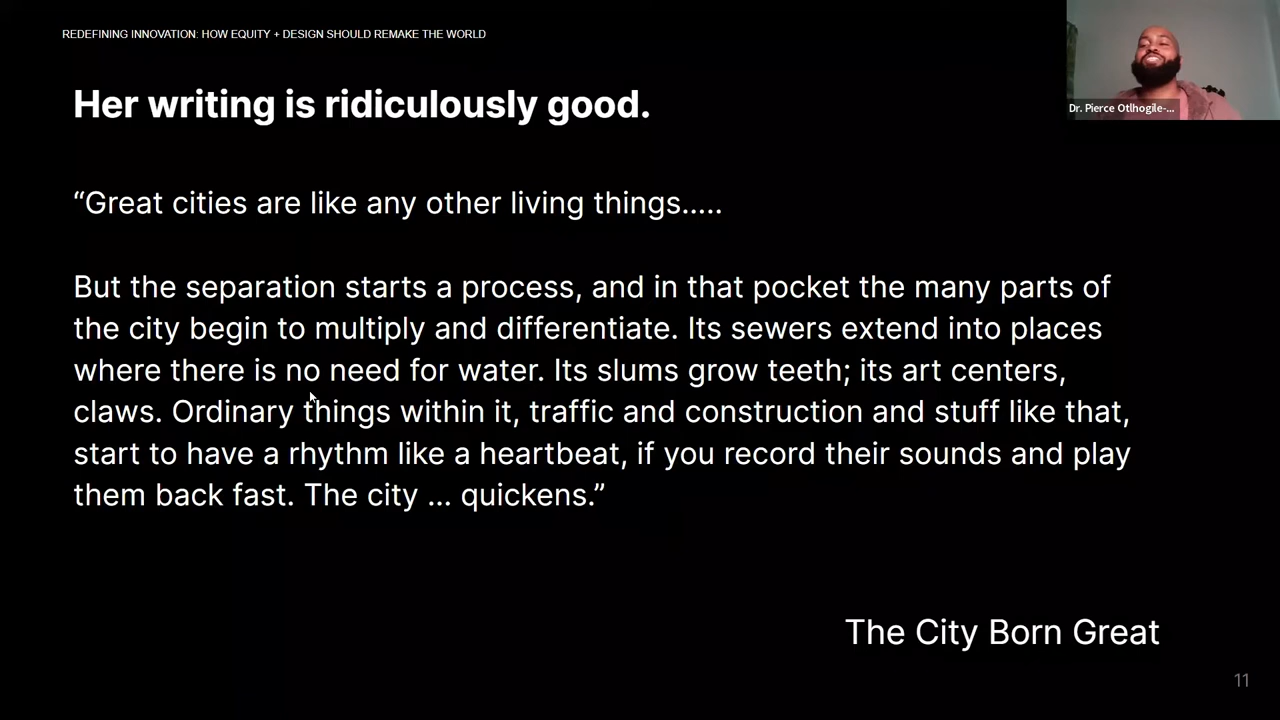 REDEFINING INNOVATION: HOW EQUITY + DESIGN SHOULD REMAKE THE WORLD
Dr. Pierce Otlhogile-...
Her writing is ridiculously good.
“Great cities are like any other living things.....
But the separation starts a process, and in that pocket the many parts of
the city begin to multiply and differentiate. Its sewers extend into places
where there is no need for water. Its slums grow teeth; its art centers,
claws. Ordinary things within it, traffic and construction and stuff like that,
start to have a rhythm like a heartbeat, if you record their sounds and play
them back fast. The city ... quickens.”
The City Born Great
11